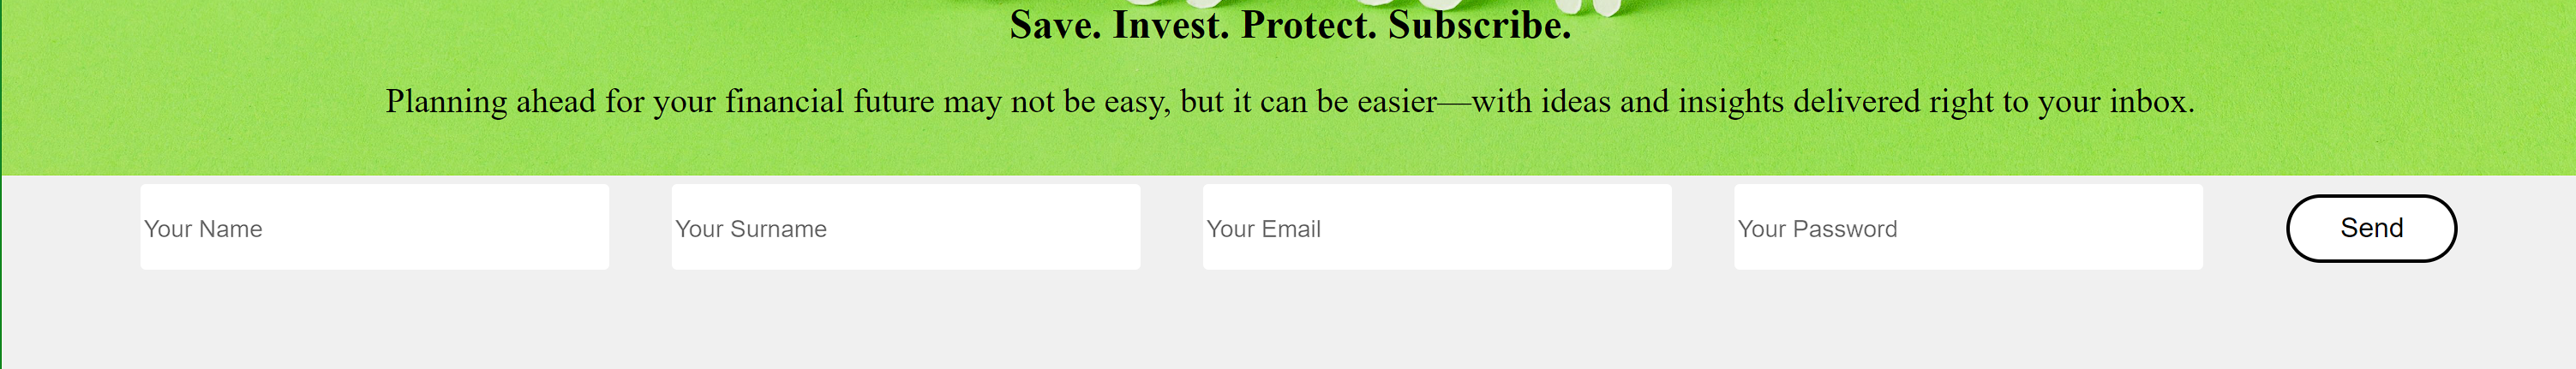 Save. Invest. Protect. Subscribe.
Planning ahead for your financial future may not be easy, but it can be easier—with ideas and insights delivered right to your inbox.
Your Name
Your Surname
Your Email
Your Password
Send